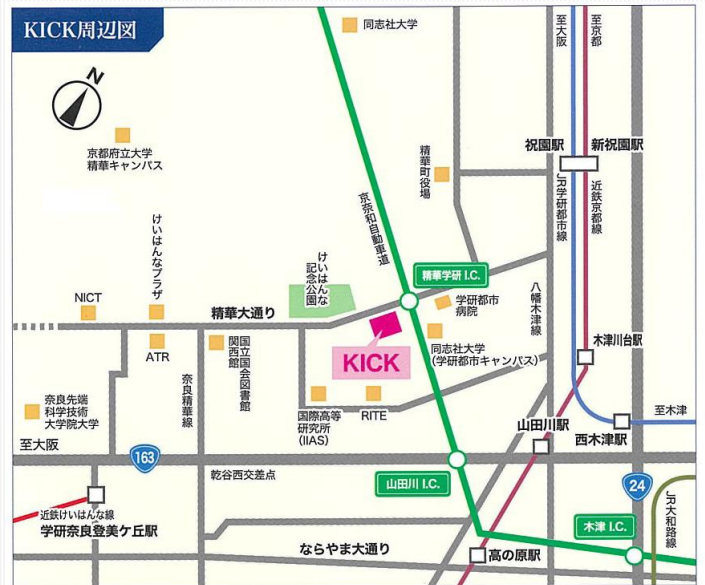 KICK周辺図
N
同志社大学
至大阪
至京都
京都府立大学
精華キャンパス
精華町役場
祝園駅
新祝園駅
京奈和自動車道
JR学研都市線
近鉄京都線
けいはんなプラザ
けいはんな
記念公園
精華学研 I.C.
NICT
精華大通り
学研都市
病院
八幡木津線
ATR
国立国会図書館
関西館
KICK
同志社大学
(学研都市キャンパス)
木津川台駅
奈良先端
科学技術
大学院大学
奈良精華線
国際高等
研究所
(IIAS)
RITE
山田川駅
西木津駅
至木津
至大阪
163
乾谷西交差点
山田川 I.C.
24
近鉄けいはんな線
学研奈良登美ケ丘駅
木津 I.C.
JR大和路線
ならやま大通り
高の原駅